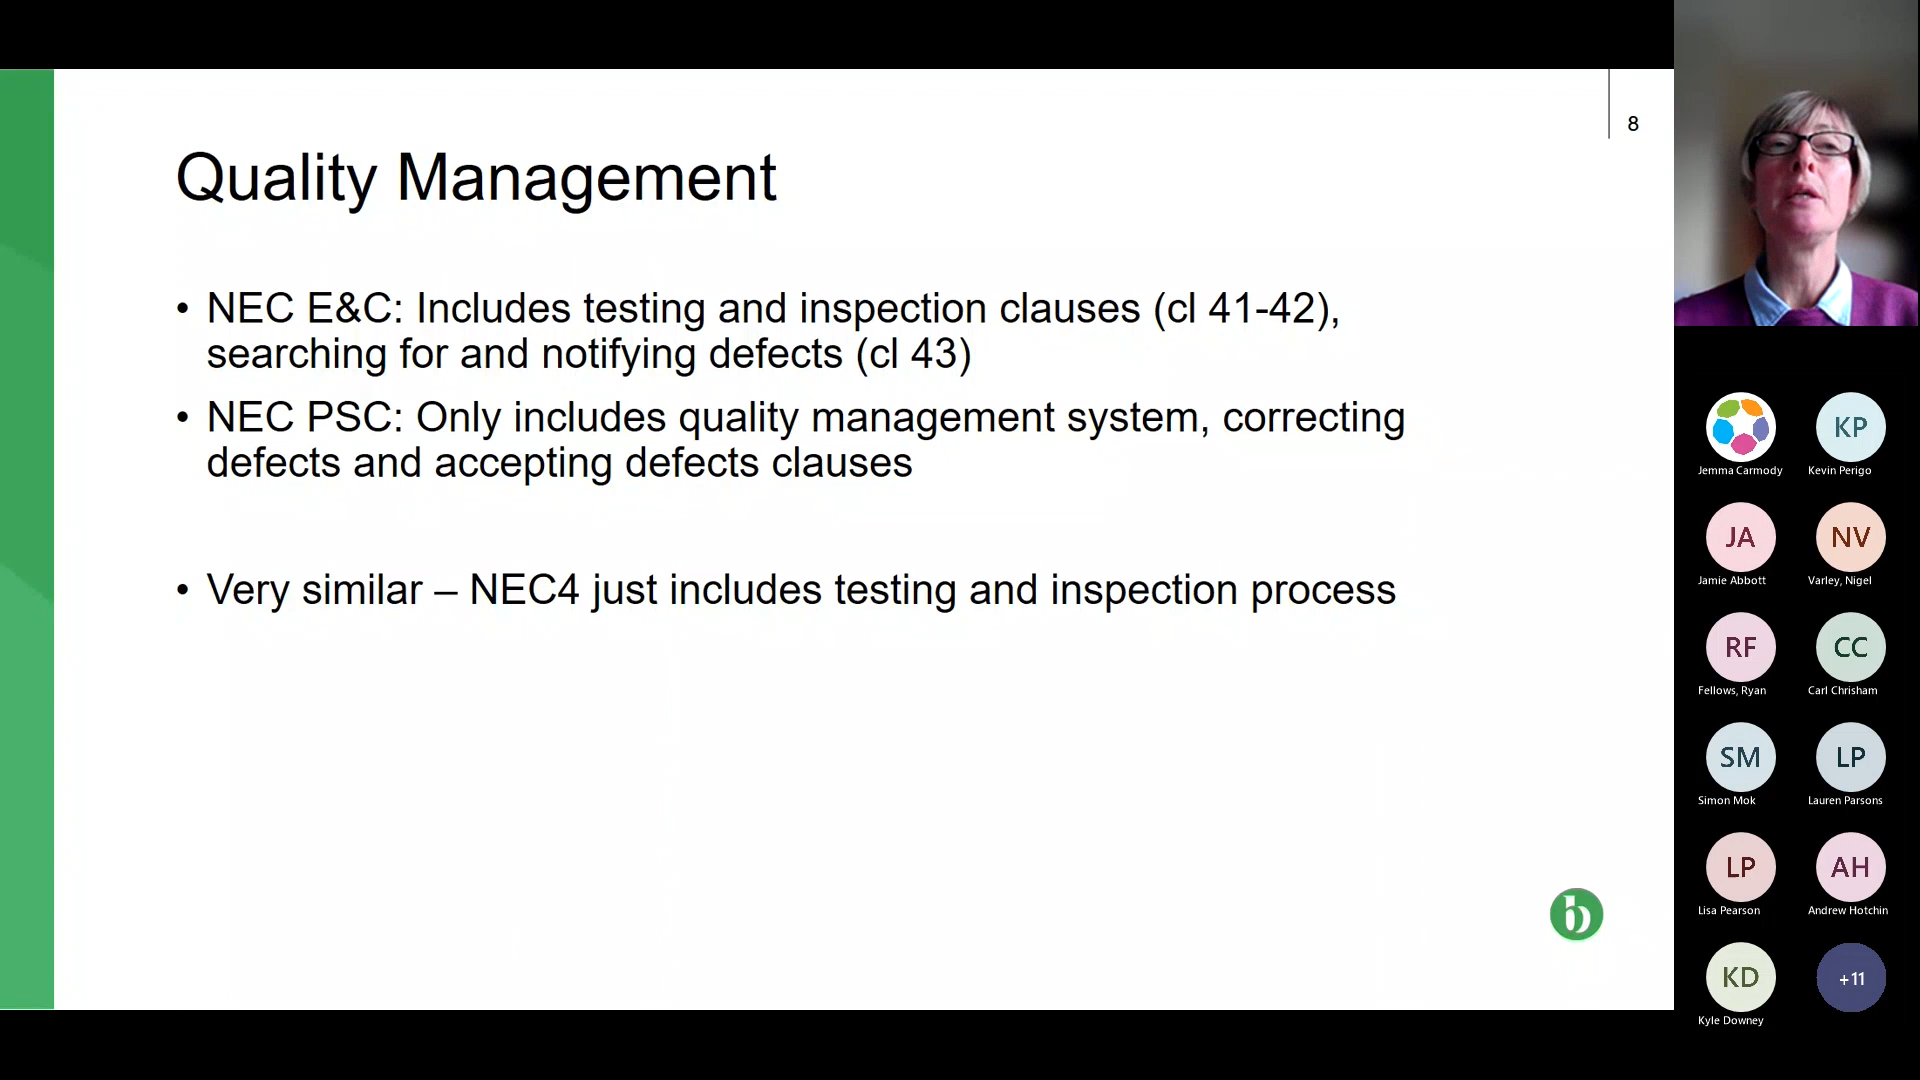 8
Quality Management
• NEC E&C: Includes testing and inspection clauses (cl 41-42),
searching for and notifying defects (cl 43)
• NEC PSC: Only includes quality management system, correcting
defects and accepting defects clauses
• Very similar – NEC4 just includes testing and inspection process
b
KP
Jemma Carmody
Kevin Perigo
JA
NV
Jamie Abbott
Varley, Nigel
RF
CC
Fellows, Ryan
Carl Chrisham
SM
LP
Simon Mok
Lauren Parsons
LP
AH
Lisa Pearson
Andrew Hotchin
KD
+11
Kyle Downey